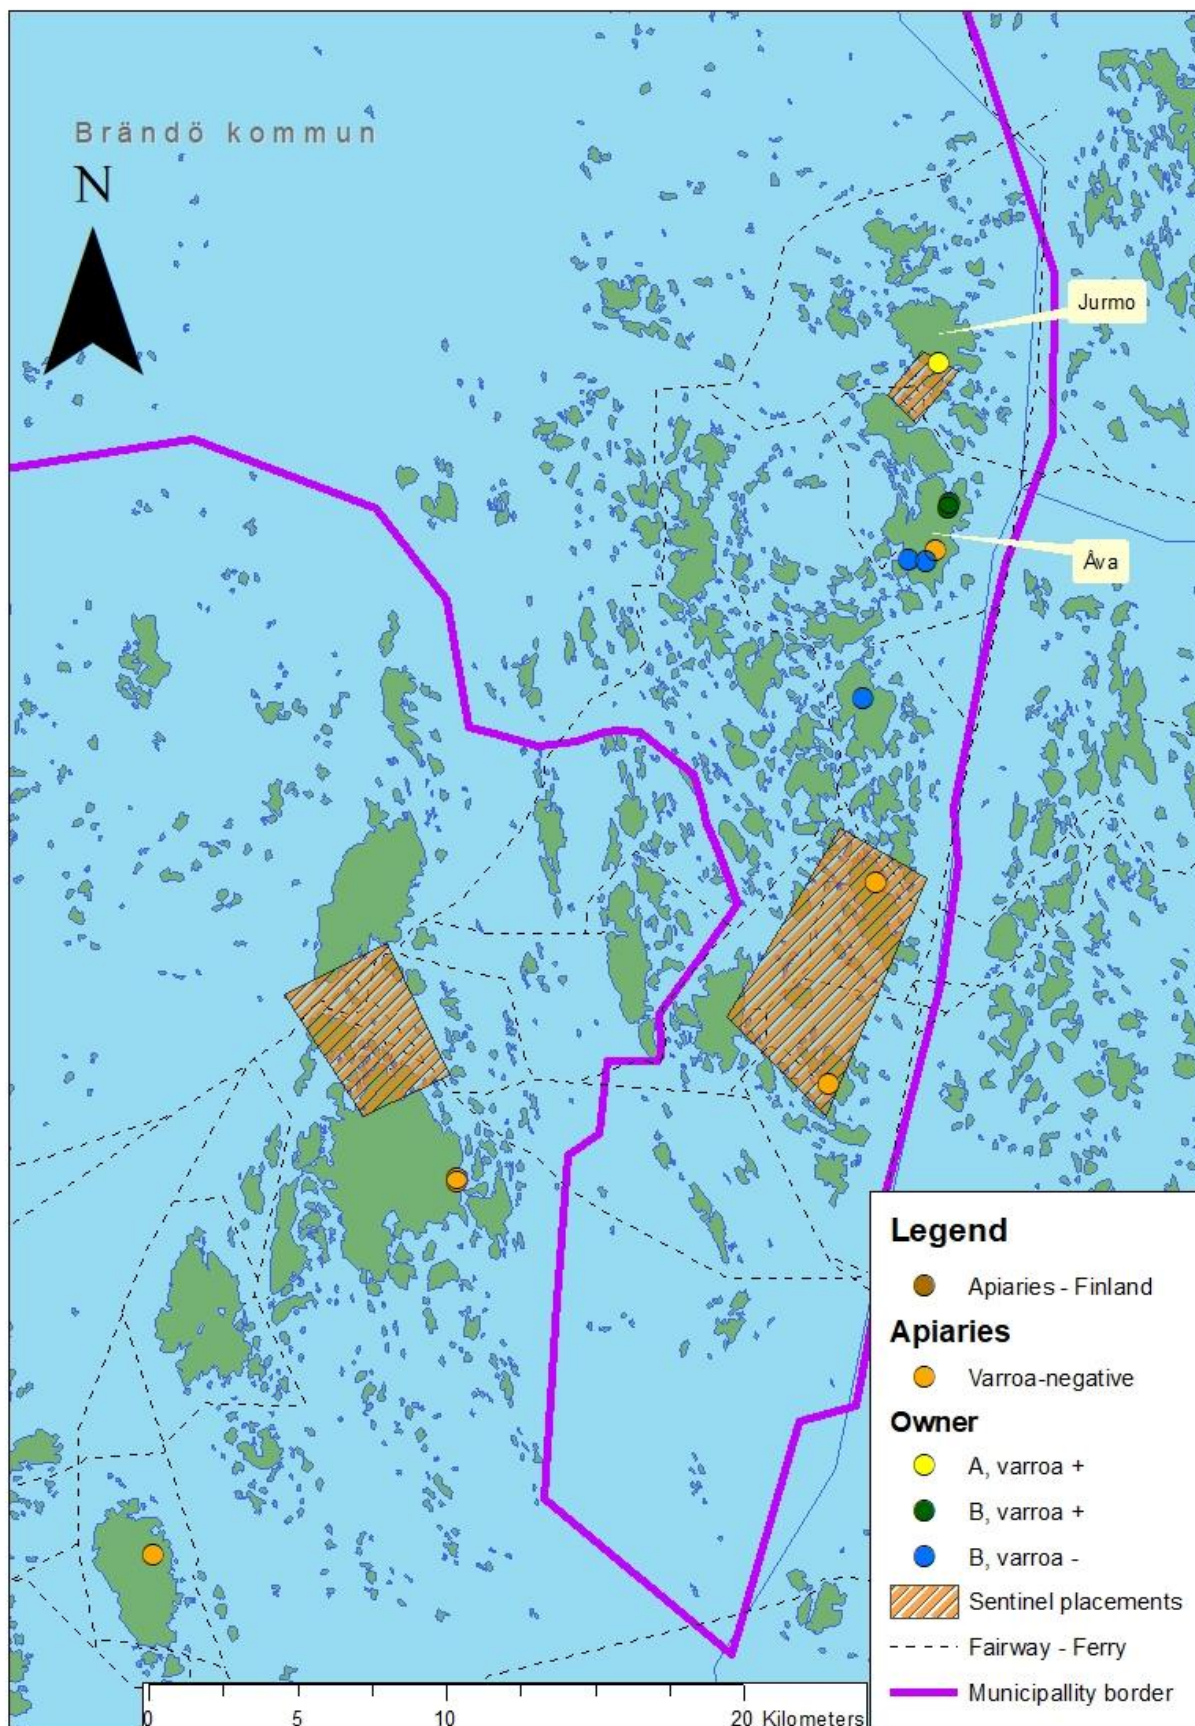 Brändö kommun
N
Jurmo
Åva
Legend
Apiaries - Finland
Apiaries
Varroa-negative
Owner
A, varroa +
B, varroa +
B, varroa -
Sentinel placements
Fairway - Ferry
Municipallity border
0 5 10 20 Kilometers